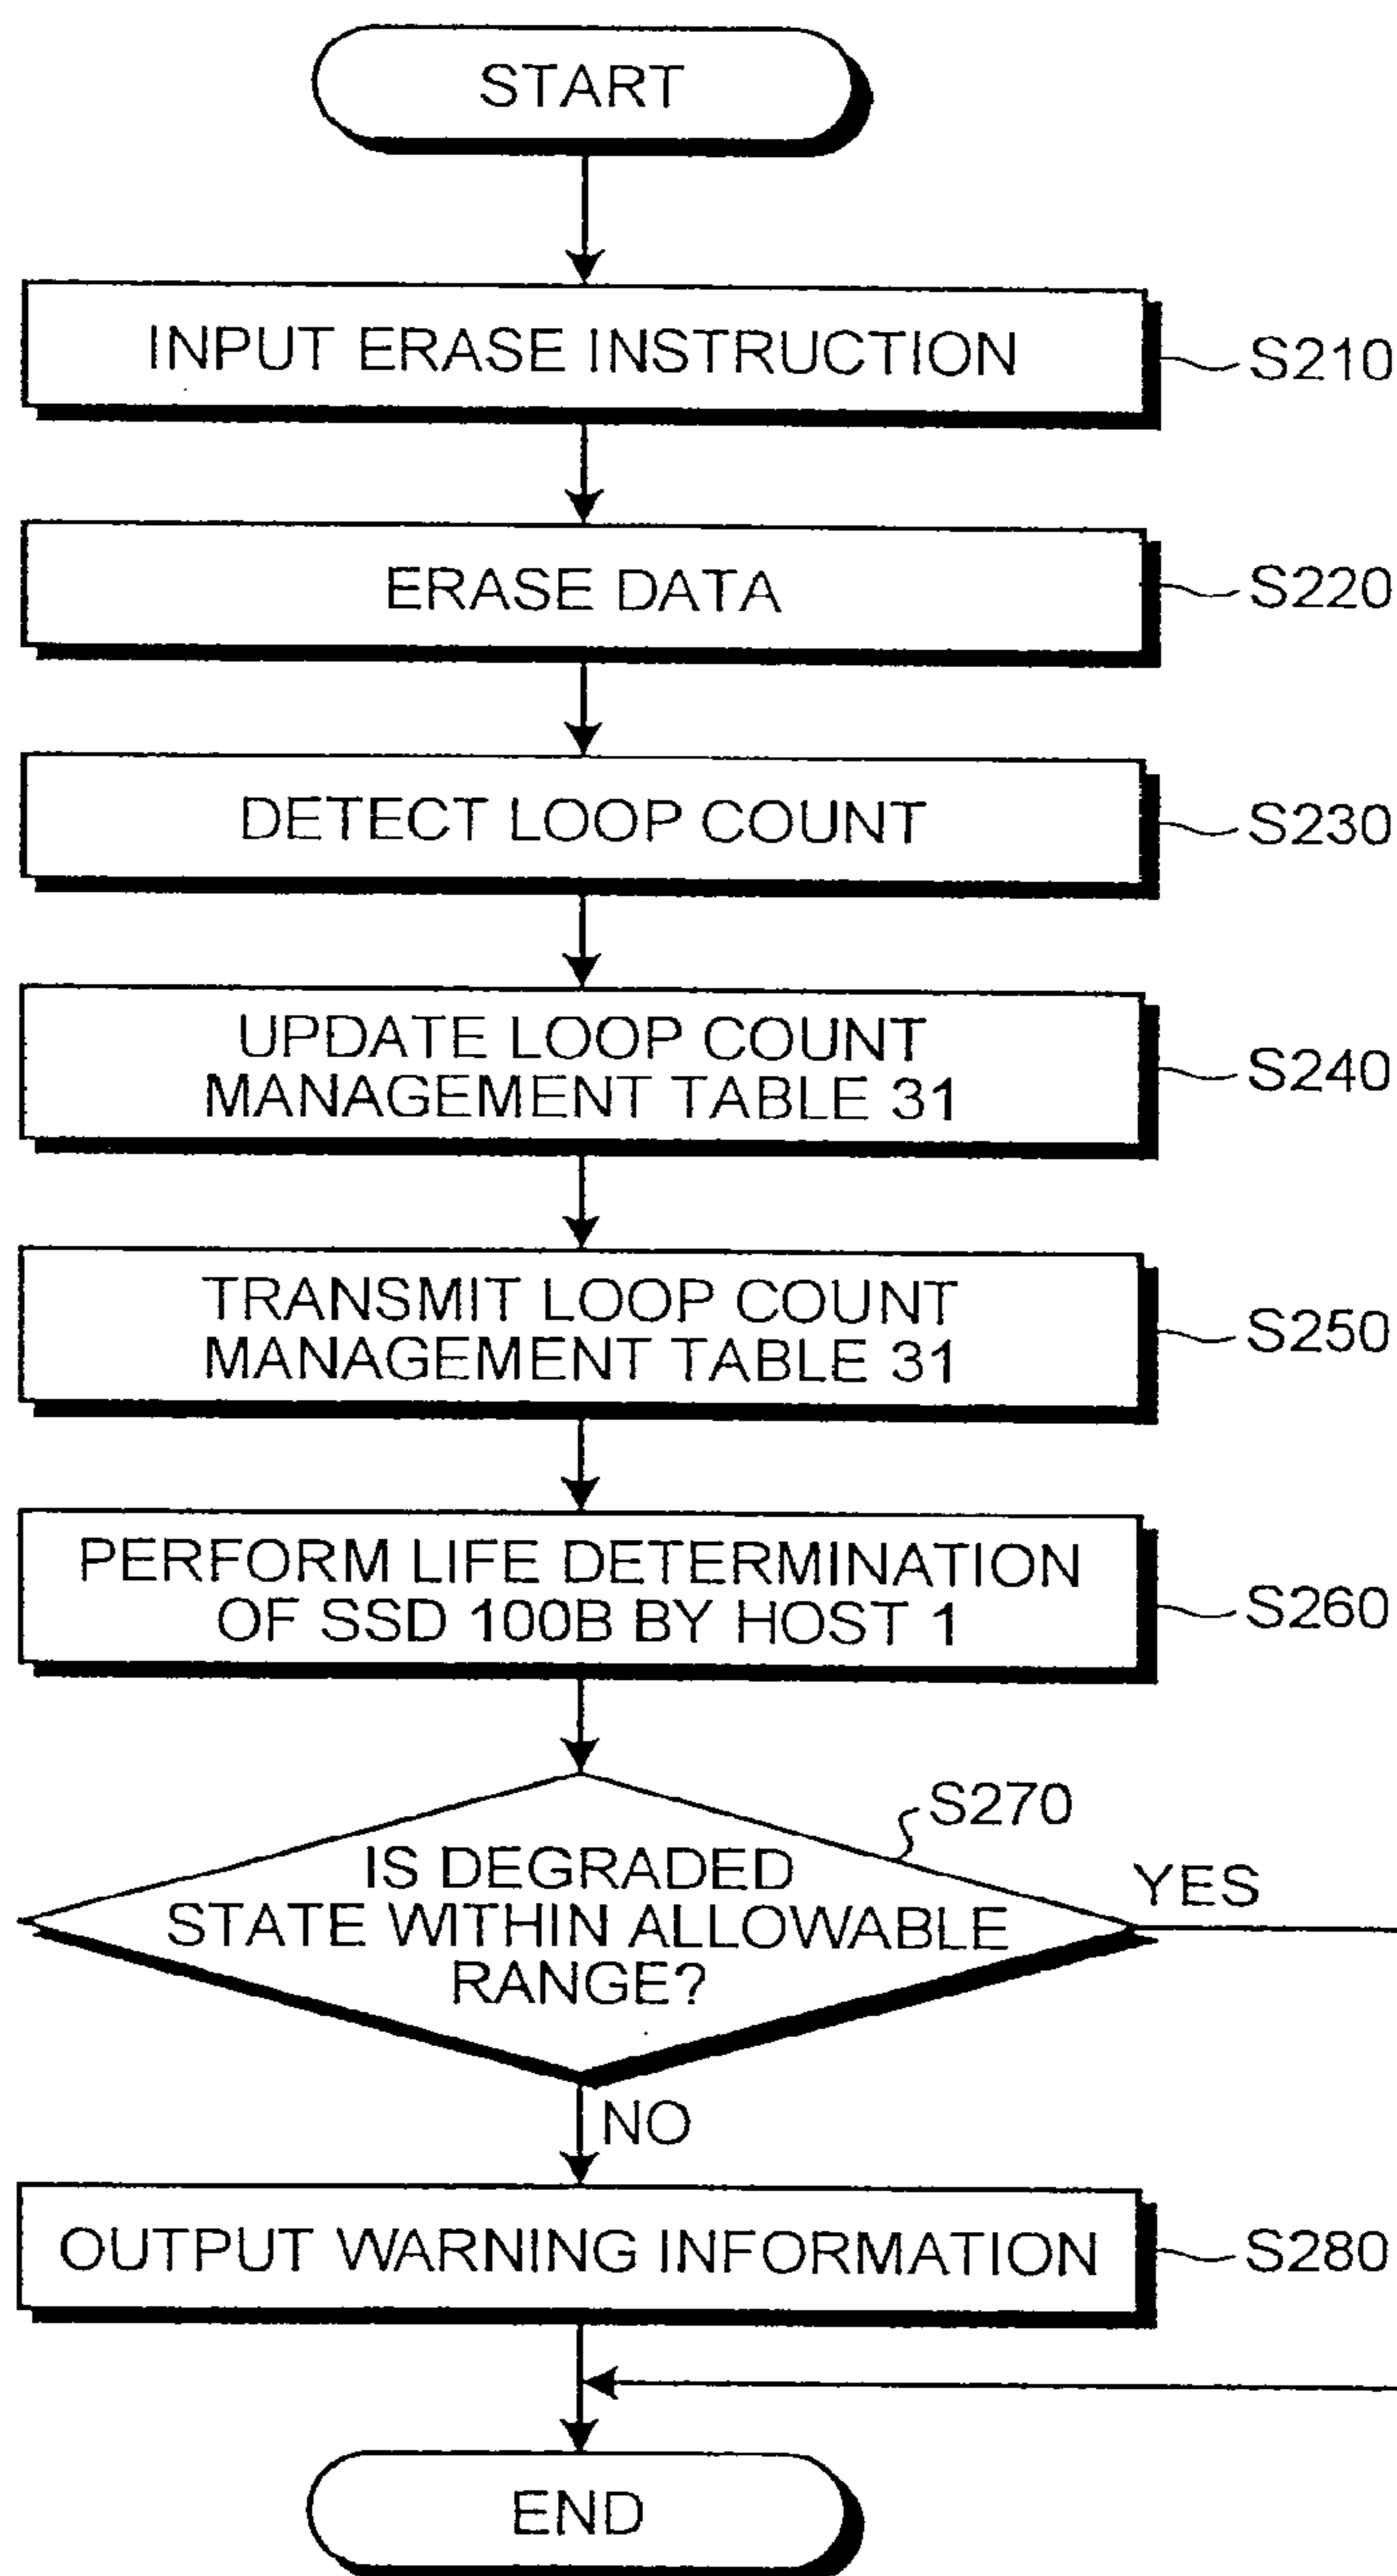 START
INPUT ERASE INSTRUCTION
S210
ERASE DATA
S220
DETECT LOOP COUNT
S230
UPDATE LOOP COUNT
MANAGEMENT TABLE 31
S240
TRANSMIT LOOP COUNT
MANAGEMENT TABLE 31
S250
PERFORM LIFE DETERMINATION
OF SSD 100B BY HOST 1
S260
S270
IS DEGRADED
STATE WITHIN ALLOWABLE
RANGE?
YES
NO
OUTPUT WARNING INFORMATION
S280
END